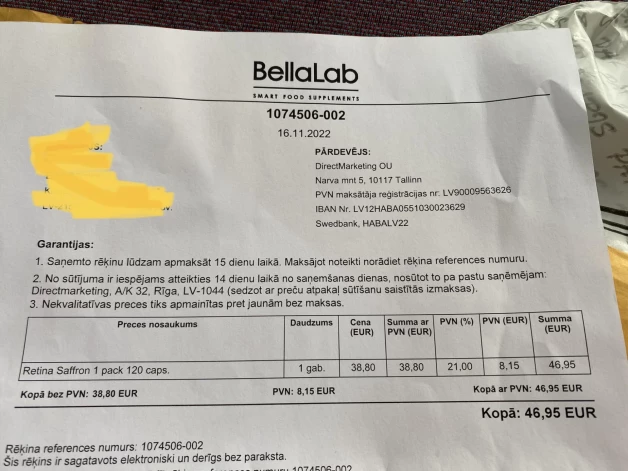 BellaLab
SMART FOOD SUPPLEMENTS
1074506-002
16.11.2022
PĀRDEVĒJS:
DirectMarketing OU
Narva mnt 5, 10117 Tallinn
PVN maksātāja reģistrācijas nr: LV90009563626
IBAN Nr. LV12HABA0551030023629
Swedbank, HABALV22
Garantijas:
1. Saņemto rēķinu lūdzam apmaksāt 15 dienu laikā. Maksājot noteikti norādiet rēķina references numuru.
2. No sūtījuma ir iespējams atteikties 14 dienu laikā no saņemšanas dienas, nosūtot to pa pastu saņēmējam:
Directmarketing, A/K 32, Rīga, LV-1044 (sedzot ar preču atpakaļ sūtīšanu saistītās izmaksas).
3. Nekvalitatīvas preces tiks apmainītas pret jaunām bez maksas.
Preces nosaukums Daudzums Cena (EUR) Summa ar PVN (EUR) PVN (%) PVN (EUR) Summa (EUR)
Retina Saffron 1 pack 120 caps. 1 gab. 38,80 38,80 21,00 8,15 46,95
Kopā bez PVN: 38,80 EUR PVN: 8,15 EUR Kopā ar PVN: 46,95 EUR
Kopā: 46,95 EUR
Rēķina references numurs: 1074506-002
Šis rēķins ir sagatavots elektroniski un derīgs bez paraksta.
references numuru 1074506-002